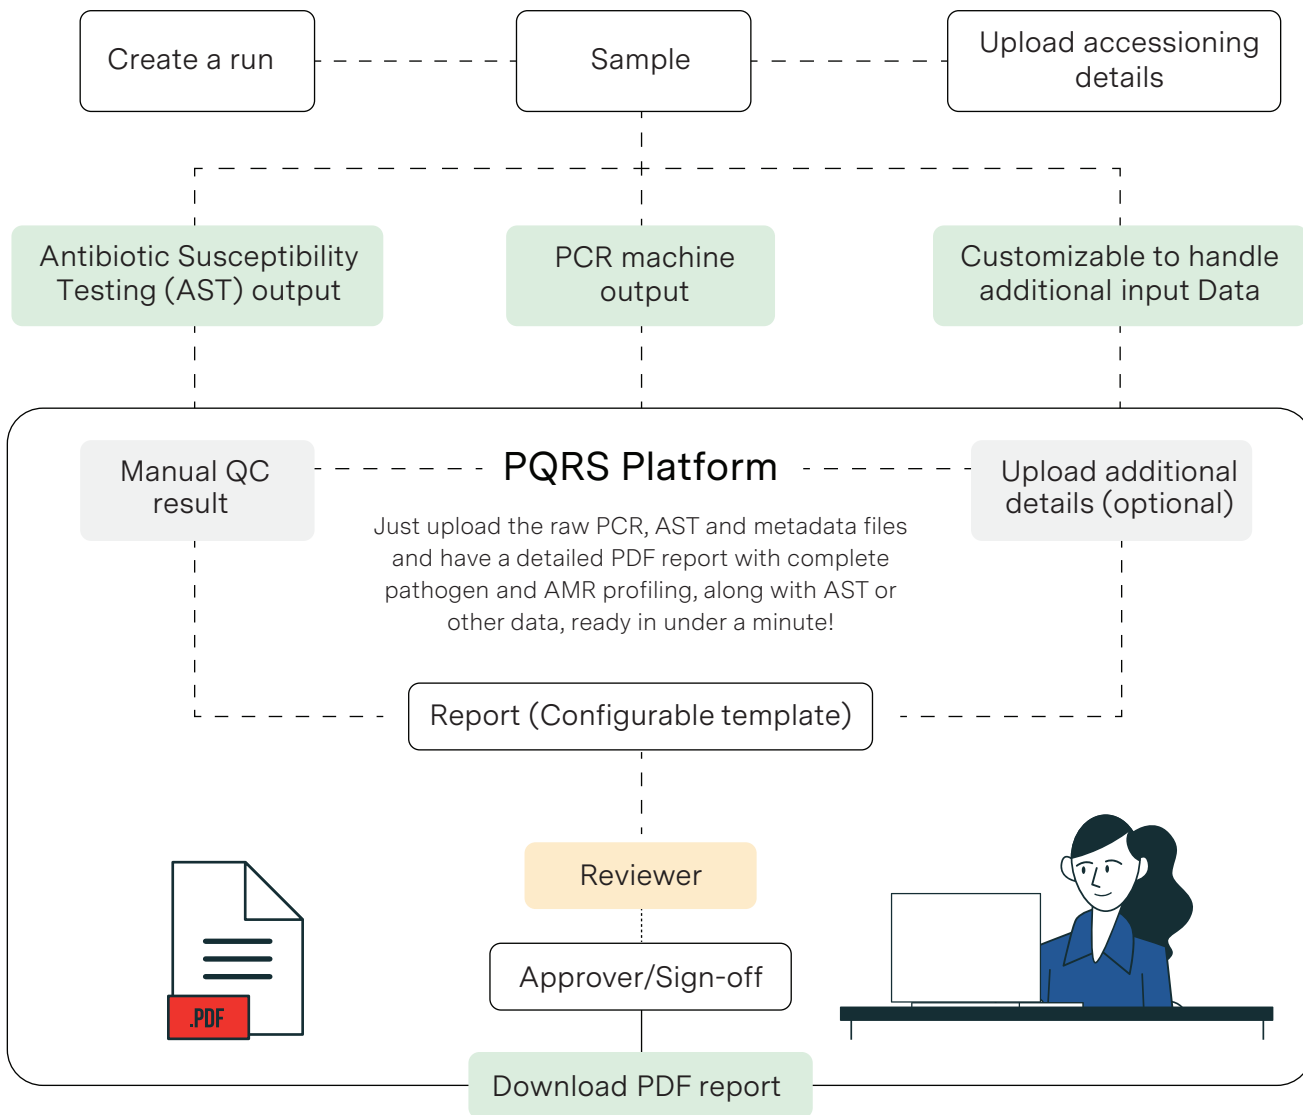 Create a run
Sample
Upload accessioning
details
Antibiotic Susceptibility
Testing (AST) output
PCR machine
output
Customizable to handle
additional input Data
Manual QC
result
PQRS Platform
Upload additional
details (optional)
Just upload the raw PCR, AST and metadata files
and have a detailed PDF report with complete
pathogen and AMR profiling, along with AST or
other data, ready in under a minute!
Report (Configurable template)
Reviewer
Approver/Sign-off
.PDF
Download PDF report